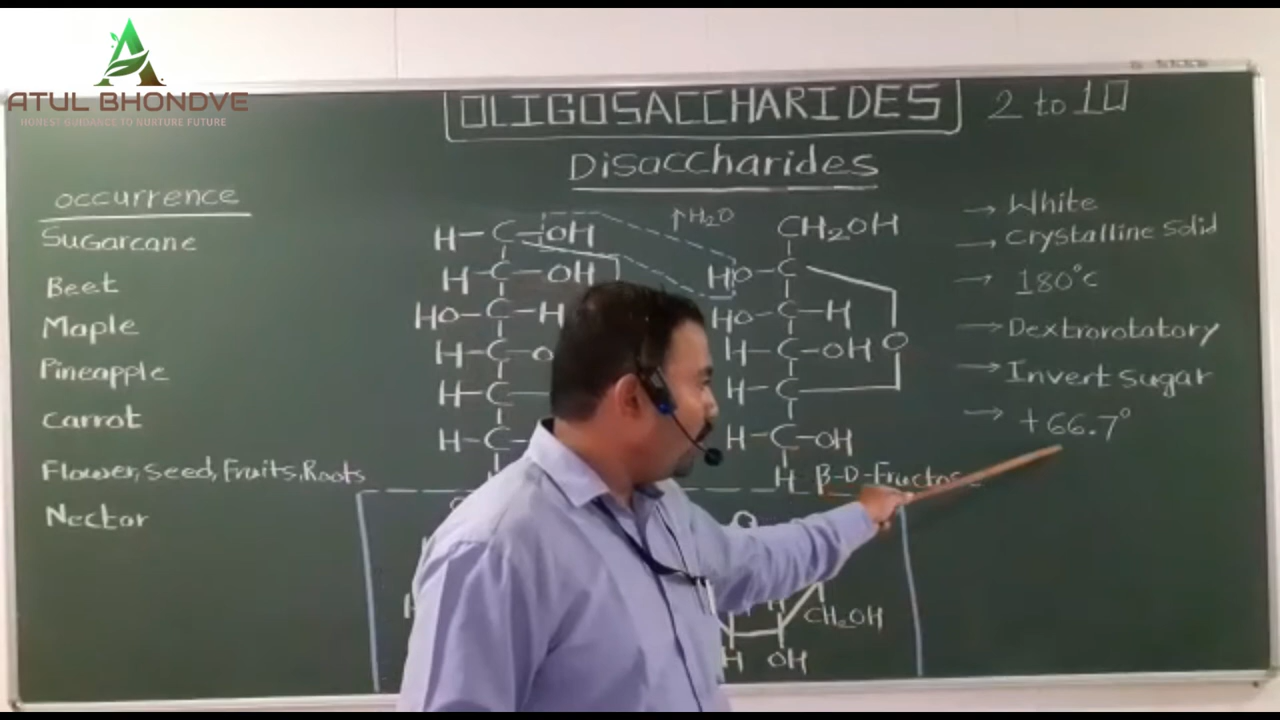 ATUL BHONDVE
HONEST GUIDANCE TO NURTURE FUTURE
OLIGOSACCHARIDES 2 to 10
Disaccharides
occurrence
Sugarcane
Beet
Maple
Pineapple
Carrot
Flower, Seed, Fruits, Roots
Nectar
↑H₂O
H–C–OH
H–C–OH
HO–C–H
H–C–O
H–C–
H–C–
CH₂OH
HO–C
HO–C–H
H–C–OH
O
H–C
H–C–OH
H
β-D-Fructose
O
H
CH₂OH
H OH
→ White
→ Crystalline Solid
→ 180°C
→ Dextrorotatory
→ Invert sugar
→ +66.7°